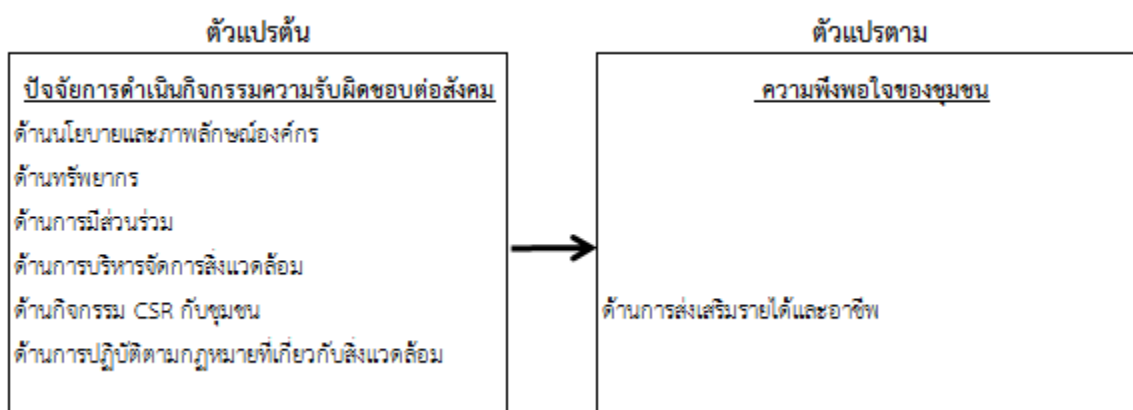 ตัวแปรต้น
ปัจจัยการดำเนินกิจกรรมความรับผิดชอบต่อสังคม
ด้านนโยบายและภาพลักษณ์องค์กร
ด้านทรัพยากร
ด้านการมีส่วนร่วม
ด้านการบริหารจัดการสิ่งแวดล้อม
ด้านกิจกรรม CSR กับชุมชน
ด้านการปฏิบัติตามกฎหมายที่เกี่ยวกับสิ่งแวดล้อม
ตัวแปรตาม
ความพึงพอใจของชุมชน
ด้านการส่งเสริมรายได้และอาชีพ